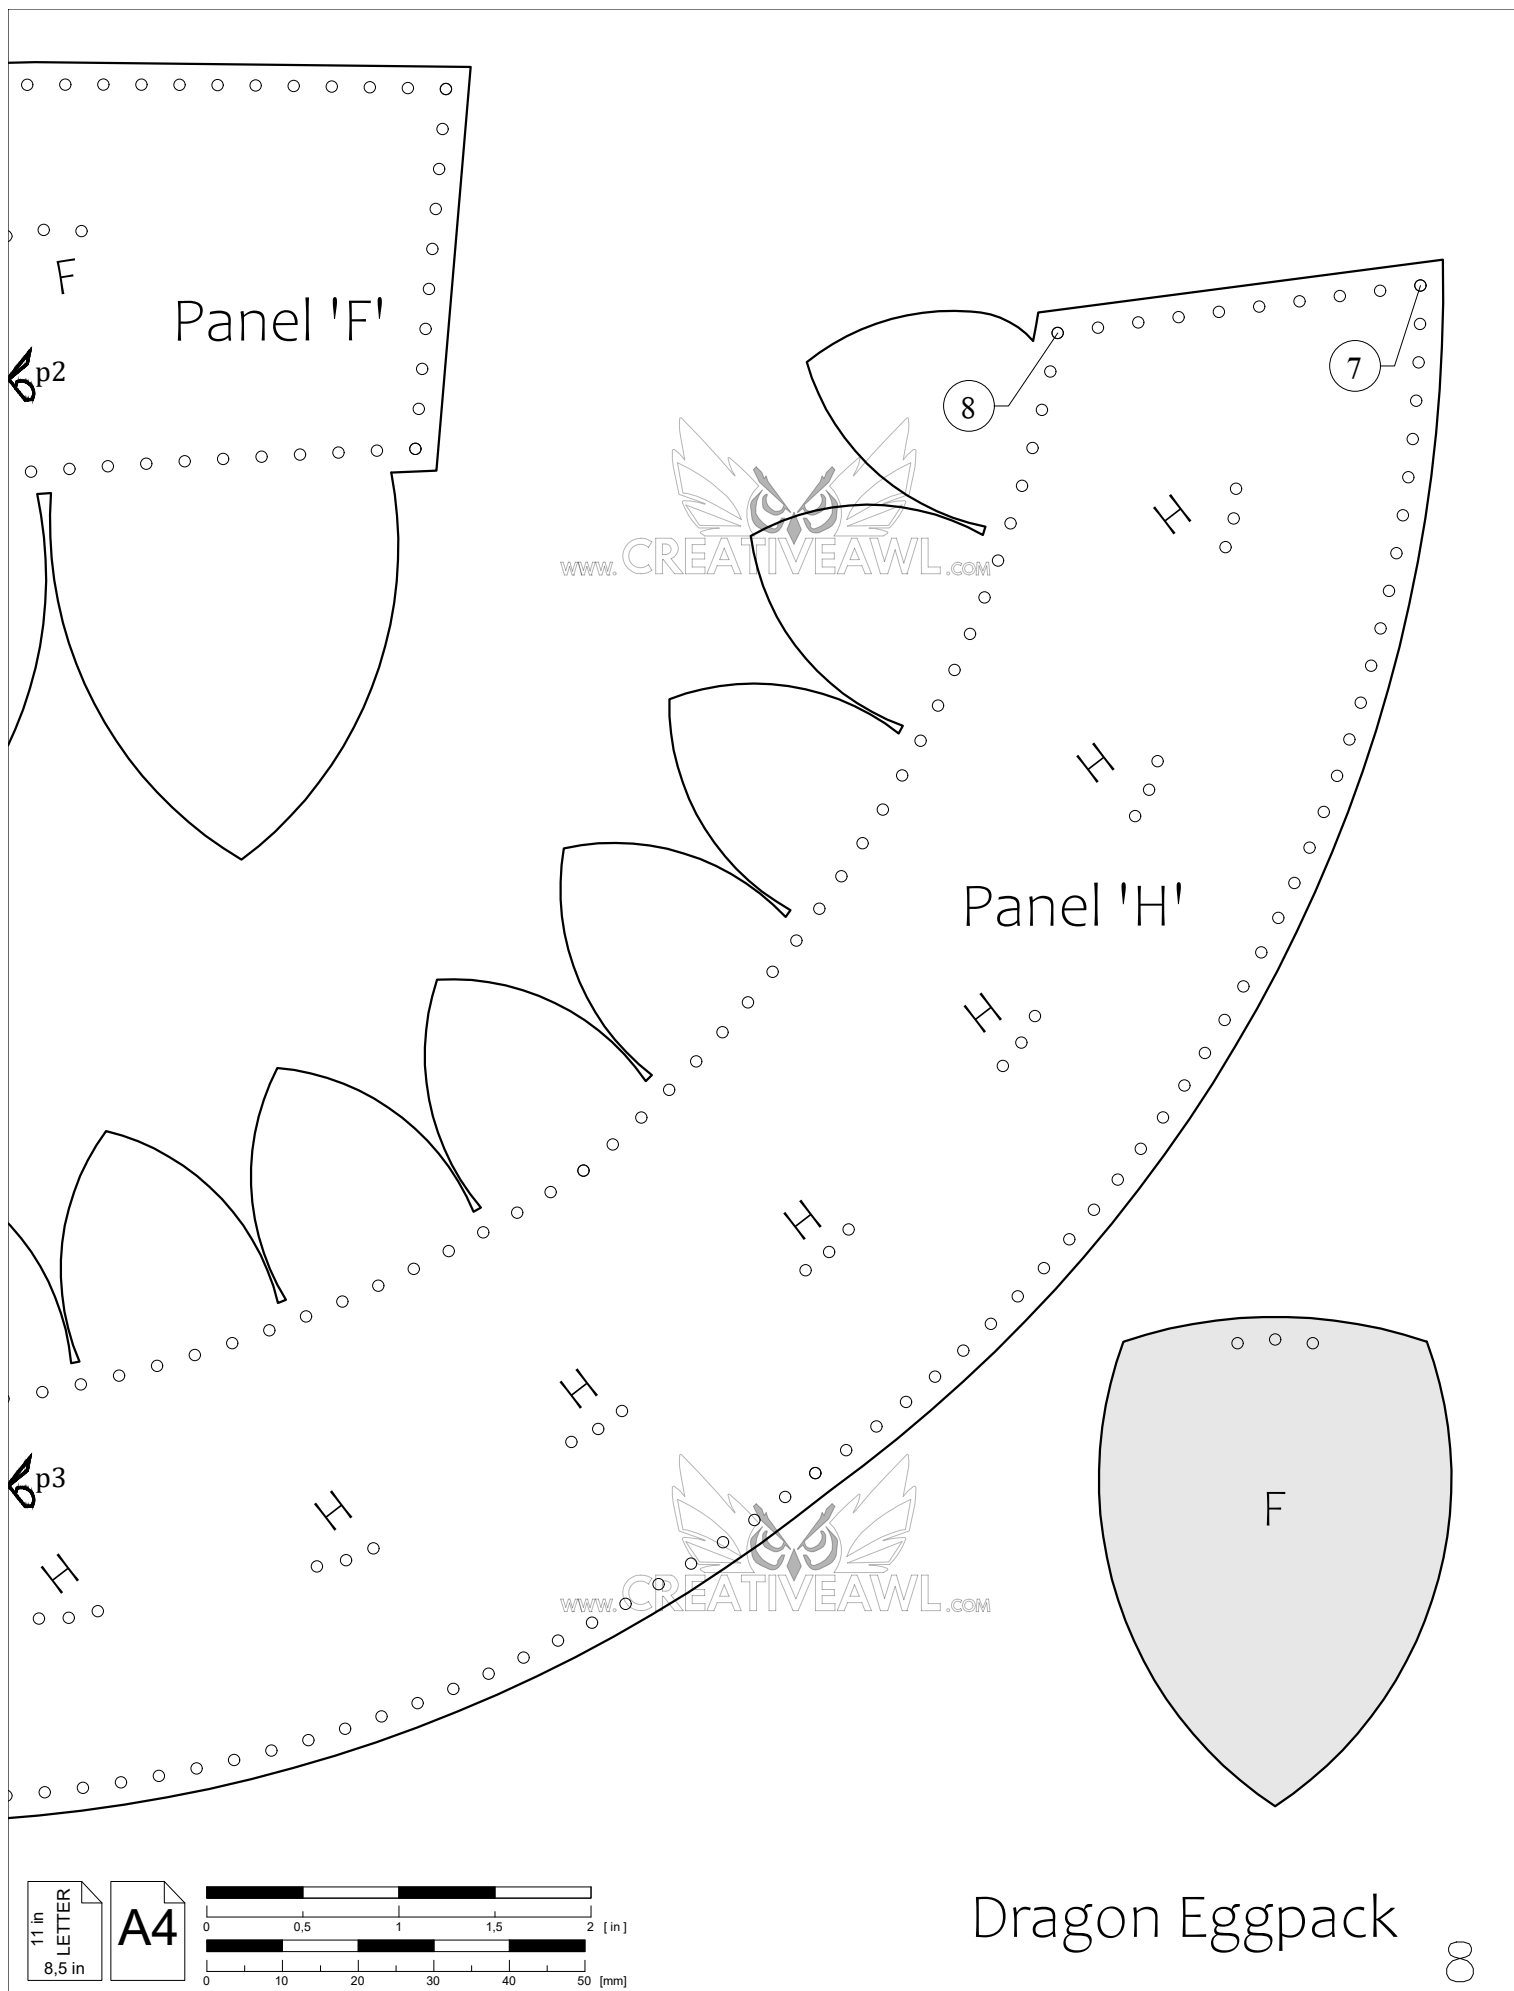 F
Panel 'F'
p2
8
7
WWW.CREATIVEAWL.COM
H
H
Panel 'H'
H
H
H
p3
H
H
WWW.CREATIVEAWL.COM
F
11 in
LETTER
8,5 in
A4
0 0,5 1 1,5 2 [ in ]
0 10 20 30 40 50 [mm]
Dragon Eggpack
8